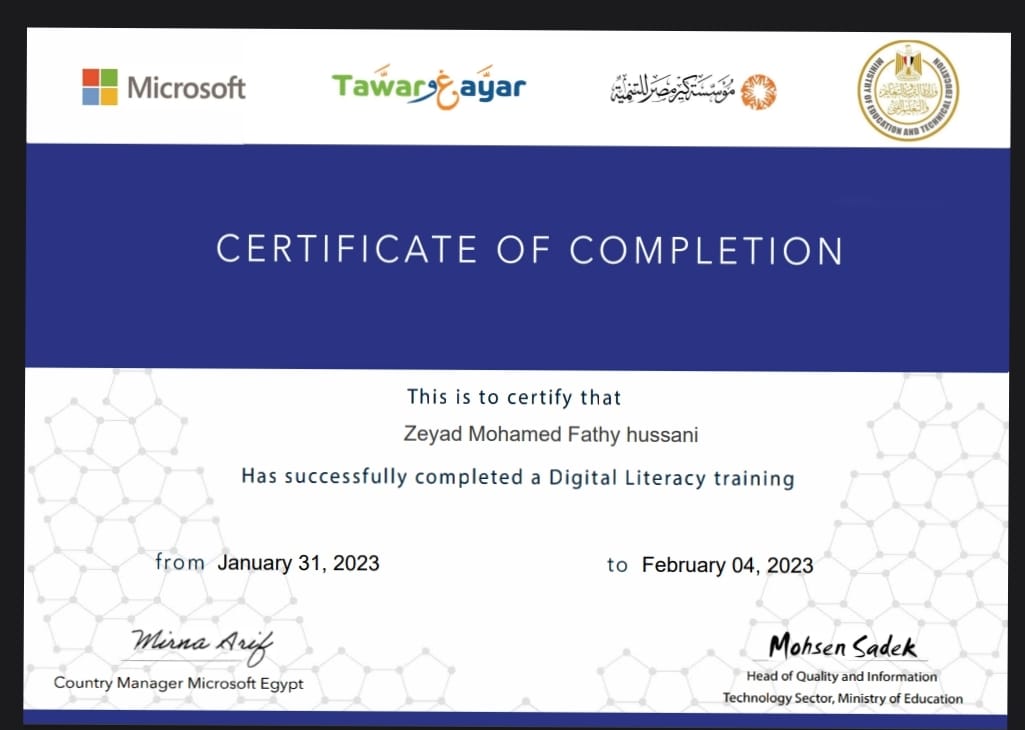 Microsoft
Tawar وغ ayar
مؤسسة كير مصر للتنمية
MINISTRY OF EDUCATION AND TECHNICAL EDUCATION
CERTIFICATE OF COMPLETION
This is to certify that
Zeyad Mohamed Fathy hussani
Has successfully completed a Digital Literacy training
from January 31, 2023 to February 04, 2023
Mirna Arif
Mohsen Sadek
Country Manager Microsoft Egypt
Head of Quality and Information
Technology Sector, Ministry of Education